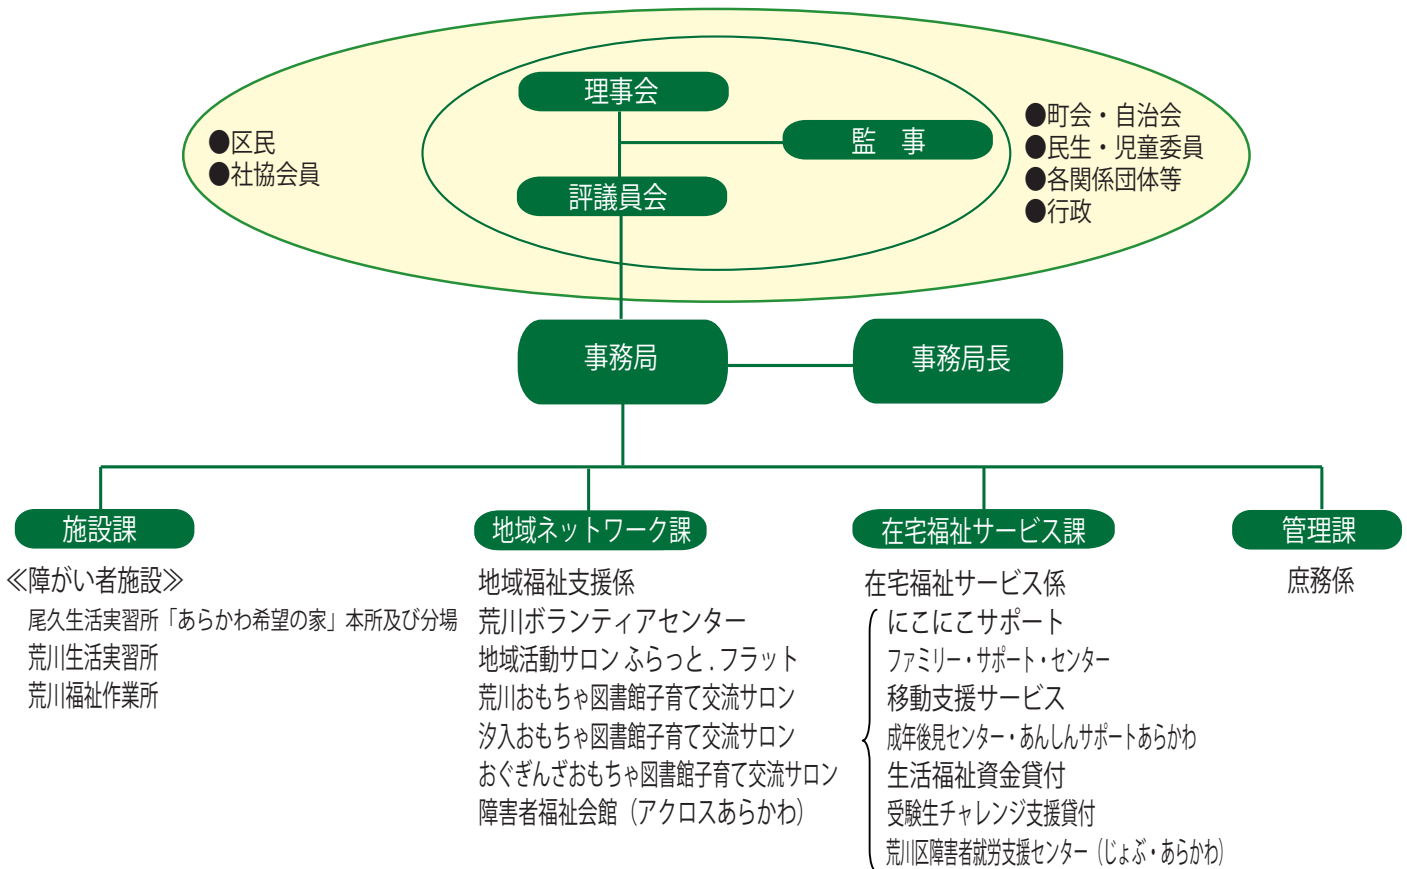 理事会
監　事
評議員会
●区民
●社協会員
●町会・自治会
●民生・児童委員
●各関係団体等
●行政
事務局
事務局長
施設課
≪障がい者施設≫
尾久生活実習所「あらかわ希望の家」本所及び分場
荒川生活実習所
荒川福祉作業所
地域ネットワーク課
地域福祉支援係
荒川ボランティアセンター
地域活動サロン ふらっと.フラット
荒川おもちゃ図書館子育て交流サロン
汐入おもちゃ図書館子育て交流サロン
おぐぎんざおもちゃ図書館子育て交流サロン
障害者福祉会館（アクロスあらかわ）
在宅福祉サービス課
在宅福祉サービス係
にこにこサポート
ファミリー・サポート・センター
移動支援サービス
成年後見センター・あんしんサポートあらかわ
生活福祉資金貸付
受験生チャレンジ支援貸付
荒川区障害者就労支援センター（じょぶ・あらかわ）
管理課
庶務係